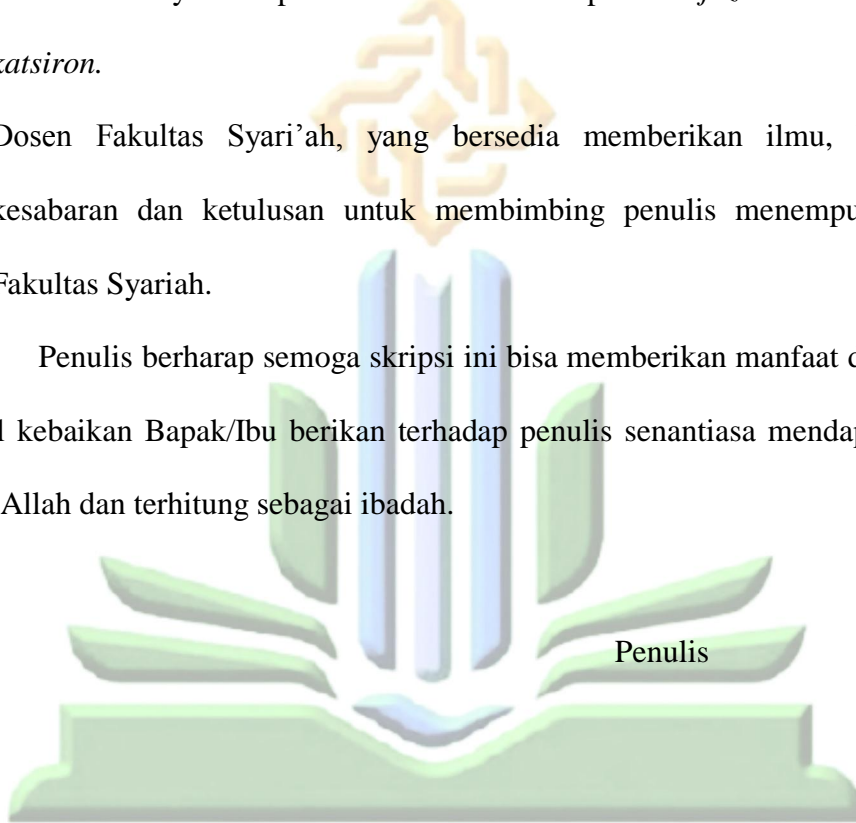 katsiron.
Dosen Fakultas Syari’ah, yang bersedia memberikan ilmu,
kesabaran dan ketulusan untuk membimbing penulis
Fakultas Syariah.
Penulis berharap semoga skripsi ini bisa memberikan manfaat
kebaikan Bapak/Ibu berikan terhadap penulis senantiasa
Allah dan terhitung sebagai ibadah.
Penulis